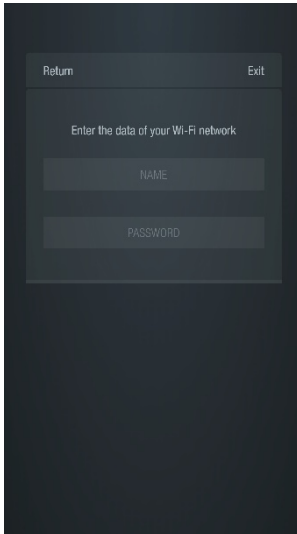 Return Exit
Enter the data of your Wi-Fi network
NAME
PASSWORD